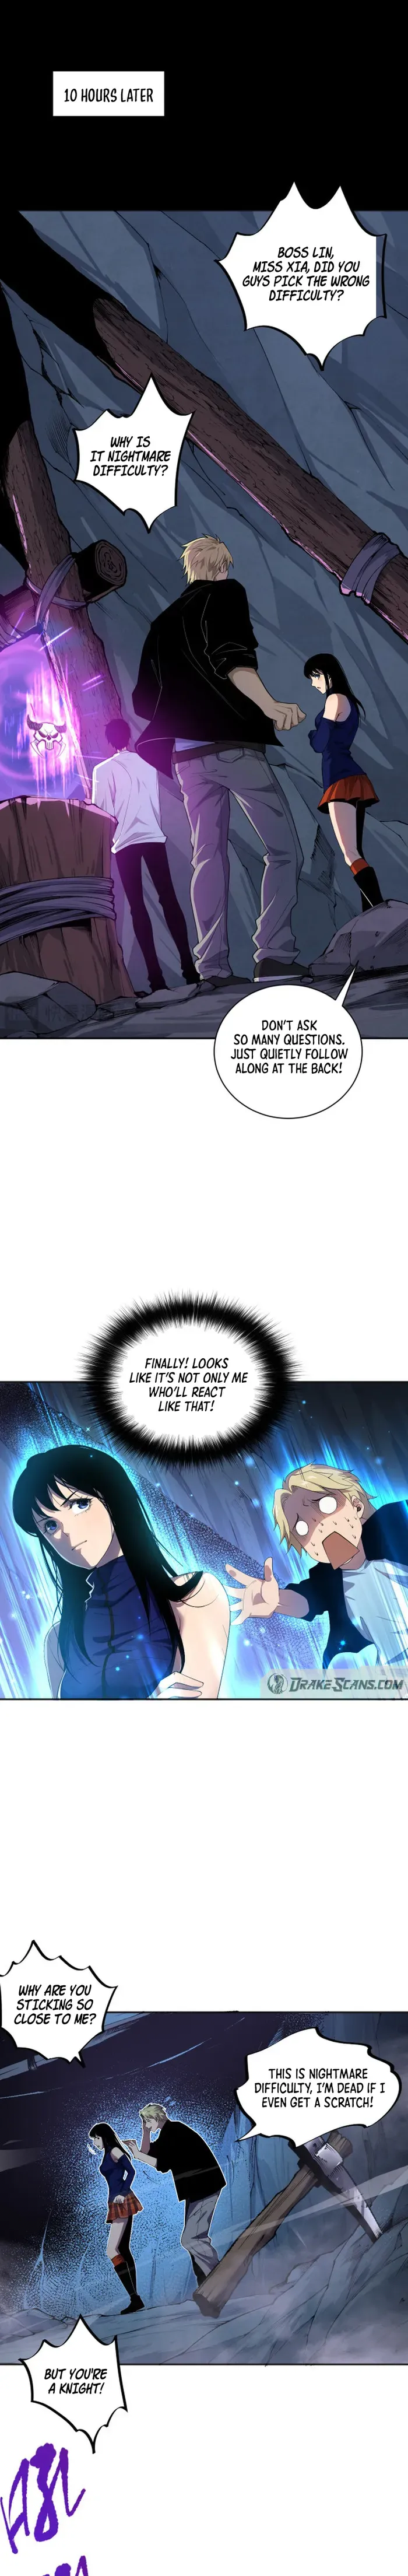 10 HOURS LATER
BOSS LIN,
MISS XIA, DID YOU
GUYS PICK THE WRONG
DIFFICULTY?
WHY IS
IT NIGHTMARE
DIFFICULTY?
DON'T ASK
SO MANY QUESTIONS.
JUST QUIETLY FOLLOW
ALONG AT THE BACK!
FINALLY! LOOKS
LIKE IT'S NOT ONLY ME
WHO'LL REACT
LIKE THAT!
DRAKESCANS.COM
WHY ARE YOU
STICKING SO
CLOSE TO ME?
THIS IS NIGHTMARE
DIFFICULTY, I'M DEAD IF I
EVEN GET A SCRATCH!
BUT YOU'RE
A KNIGHT!